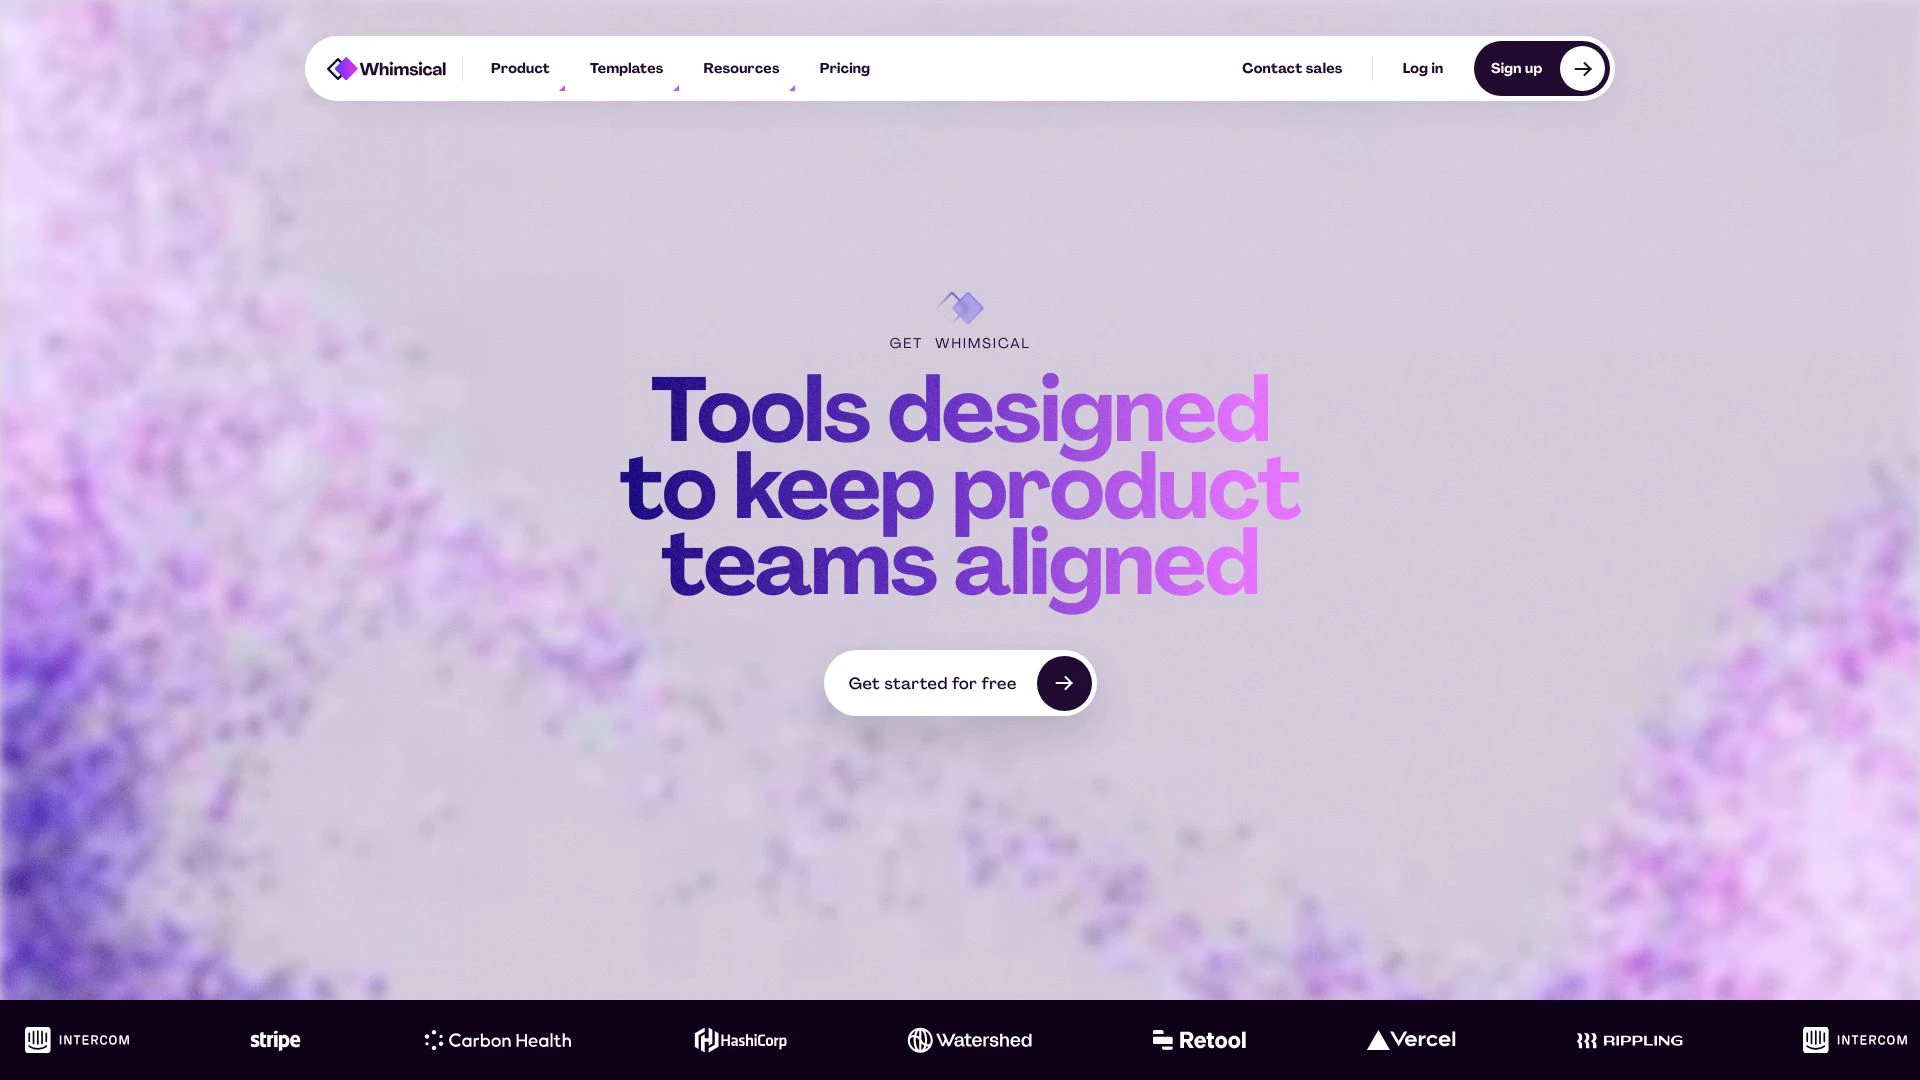 Whimsical
Product
Templates
Resources
Pricing
Contact sales
Log in
Sign up
GET WHIMSICAL
Tools designed
to keep product
teams aligned
Get started for free
INTERCOM
stripe
Carbon Health
HashiCorp
Watershed
Retool
Vercel
RIPPLING
INTERCOM